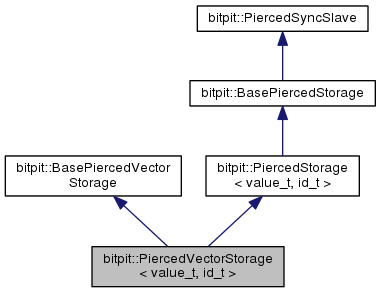 bitpit::PiercedSyncSlave
bitpit::BasePiercedStorage
bitpit::BasePiercedVector
Storage
bitpit::PiercedStorage
< value_t, id_t >
bitpit::PiercedVectorStorage
< value_t, id_t >